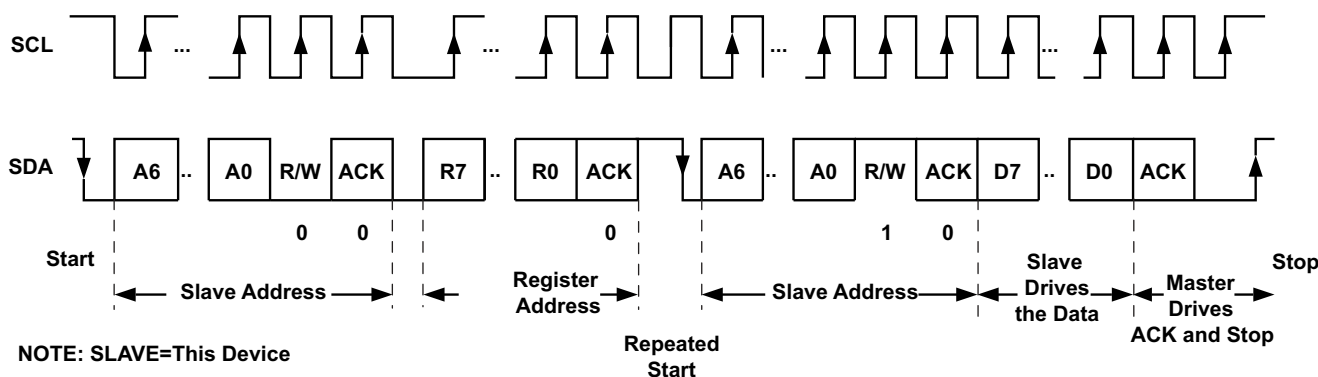 SCL ... ... ... ...
SDA A6 .. A0 R/W ACK R7 .. R0 ACK A6 .. A0 R/W ACK D7 .. D0 ACK
0 0 0 1 0
Start
Slave Address
Register
Address
Repeated
Start
Slave Address
Slave
Drives
the Data
Master
Drives
ACK and Stop
Stop
NOTE: SLAVE=This Device